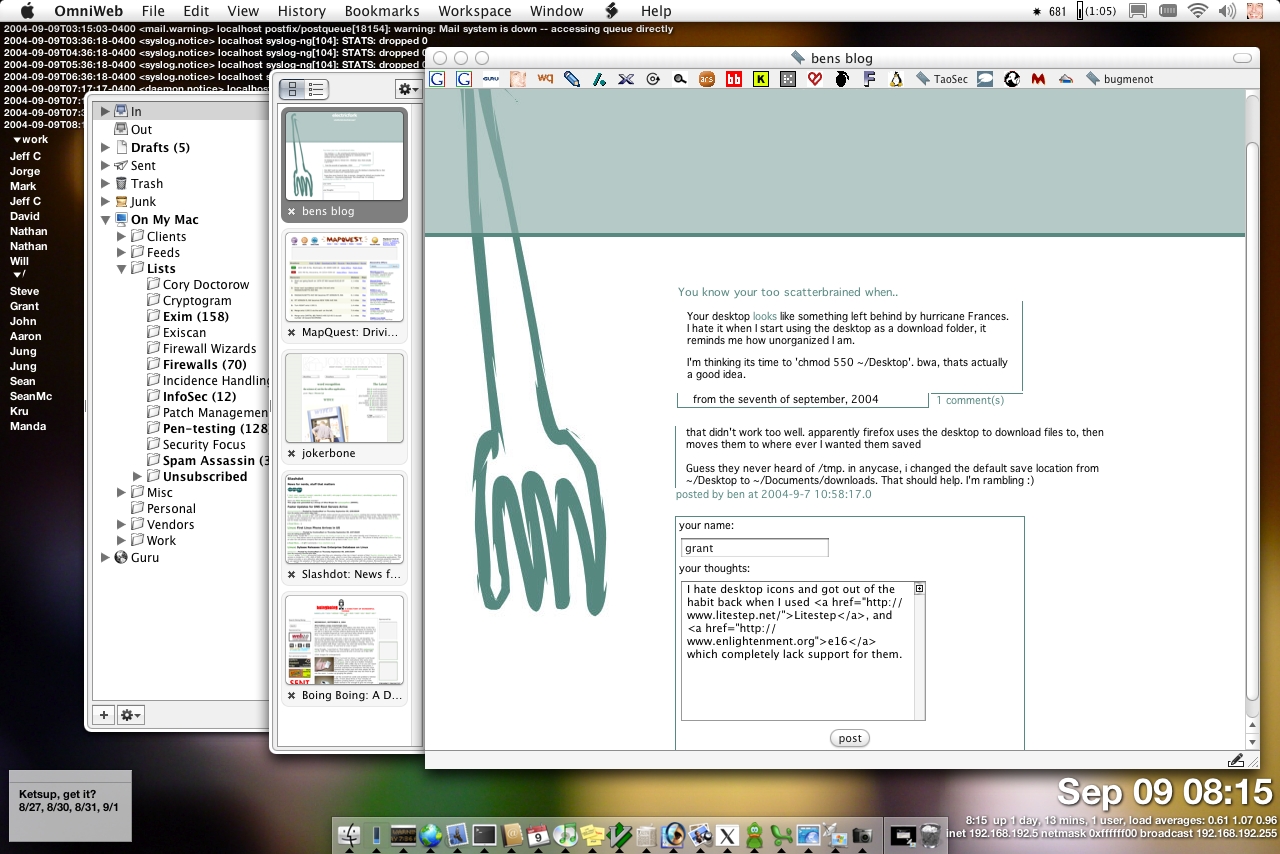 OmniWeb File Edit View History Bookmarks Workspace Window Help 681 (1:05)
2004-09-09T03:15:03-0400 <mail.warning> localhost postfix/postqueue[18154]: warning: Mail system is down -- accessing queue directly
2004-09-09T03:36:18-0400 <syslog.notice> localhost syslog-ng[104]: STATS: dropped 0
2004-09-09T04:36:18-0400 <syslog.notice> localhost syslog-ng[104]: STATS: dropped 0
2004-09-09T05:36:18-0400 <syslog.notice> localhost syslog-ng[104]: STATS: dropped 0
2004-09-09T06:36:18-0400 <syslog.notice> localhost
2004-09-09T07:17:17-0400 <daemon.notice> localhost
2004-09-09T07:1
2004-09-09T07:
2004-09-09T08:1
work
Jeff C
Jorge
Mark
Jeff C
David
Nathan
Nathan
Will
/
Steve
Grant
John
Aaron
Jung
Jung
Sean
SeanMc
Kru
Manda
In
Out
Drafts (5)
Sent
Trash
Junk
On My Mac
Clients
Feeds
Lists
Cory Doctorow
Cryptogram
Exim (158)
Exiscan
Firewall Wizards
Firewalls (70)
Incidence Handling
InfoSec (12)
Patch Managemen
Pen-testing (128
Security Focus
Spam Assassin (3
Unsubscribed
Misc
Personal
Vendors
Work
Guru
bens blog
MAPQUEST
MapQuest: Drivi...
jokerbone
Slashdot
Slashdot: News f...
Boing Boing: A D...
bens blog
G G GURU wq ars bb K F TaoSec M bugmenot
You know your too scatterbrained when..
Your desktop looks like something left behind by hurricane Frances.
I hate it when I start using the desktop as a download folder, it
reminds me how unorganized I am.
I'm thinking its time to 'chmod 550 ~/Desktop'. bwa, thats actually
a good idea.
from the seventh of september, 2004 1 comment(s)
that didn't work too well. apparently firefox uses the desktop to download files to, then
moves them to where ever I wanted them saved
Guess they never heard of /tmp. in anycase, i changed the default save location from
~/Desktop to ~/Documents/downloads. That should help. I'm rambling :)
posted by ben at 2004-9-7 10:58:17.0
your name:
grant
your thoughts:
I hate desktop icons and got out of the
habit back when I used <a href="http://
www.litestep.net/">Litestep</a>, and
<a href="http://
www.enlightenment.org">e16</a>
which completely lack support for them.
post
Ketsup, get it?
8/27, 8/30, 8/31, 9/1
Sep 09 08:15
8:15 up 1 day, 13 mins, 1 user, load averages: 0.61 1.07 0.96
inet 192.168.192.5 netmask 0xffffff00 broadcast 192.168.192.255